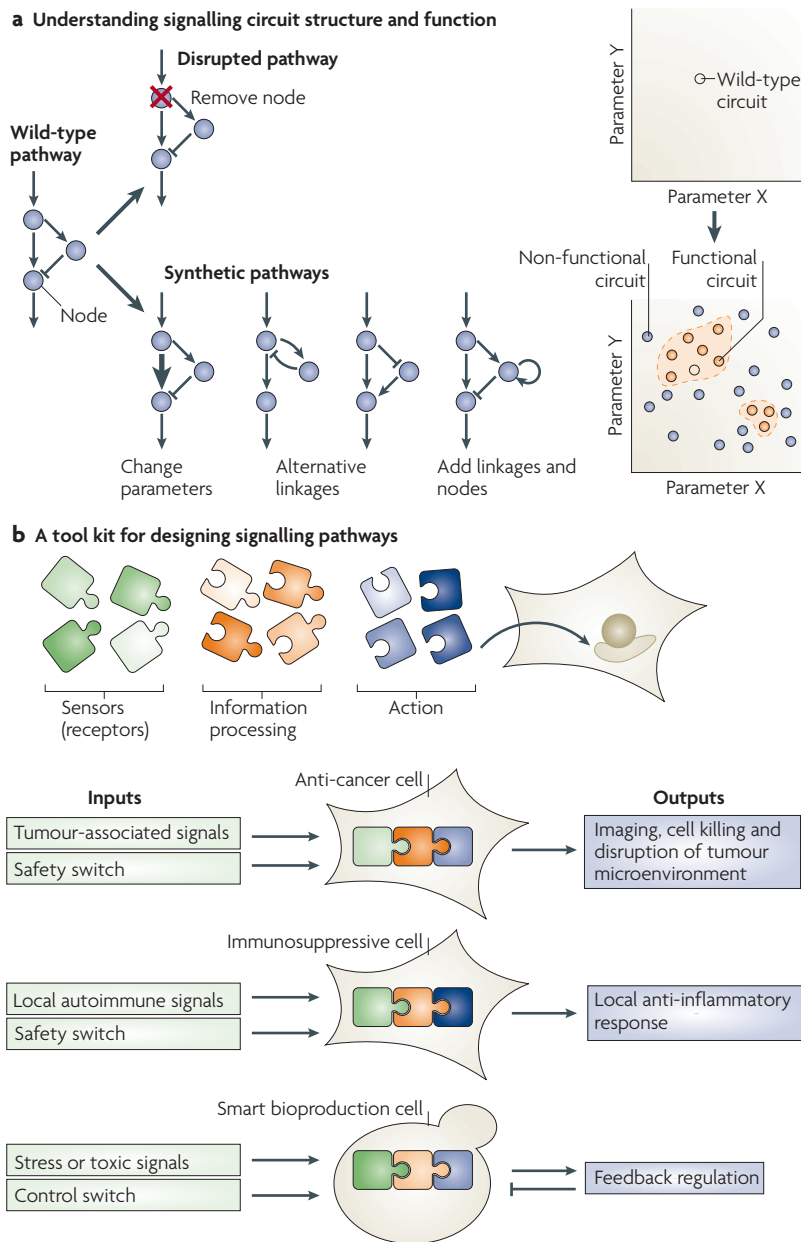 a Understanding signalling circuit structure and function
Disrupted pathway
Remove node
Wild-type
pathway
Node
Synthetic pathways
Change
parameters
Alternative
linkages
Add linkages and
nodes
Parameter Y
Wild-type
circuit
Parameter X
Non-functional
circuit
Functional
circuit
Parameter Y
Parameter X
b A tool kit for designing signalling pathways
Sensors
(receptors)
Information
processing
Action
Anti-cancer cell
Inputs
Outputs
Tumour-associated signals
Safety switch
Imaging, cell killing and
disruption of tumour
microenvironment
Immunosuppressive cell
Local autoimmune signals
Safety switch
Local anti-inflammatory
response
Smart bioproduction cell
Stress or toxic signals
Control switch
Feedback regulation